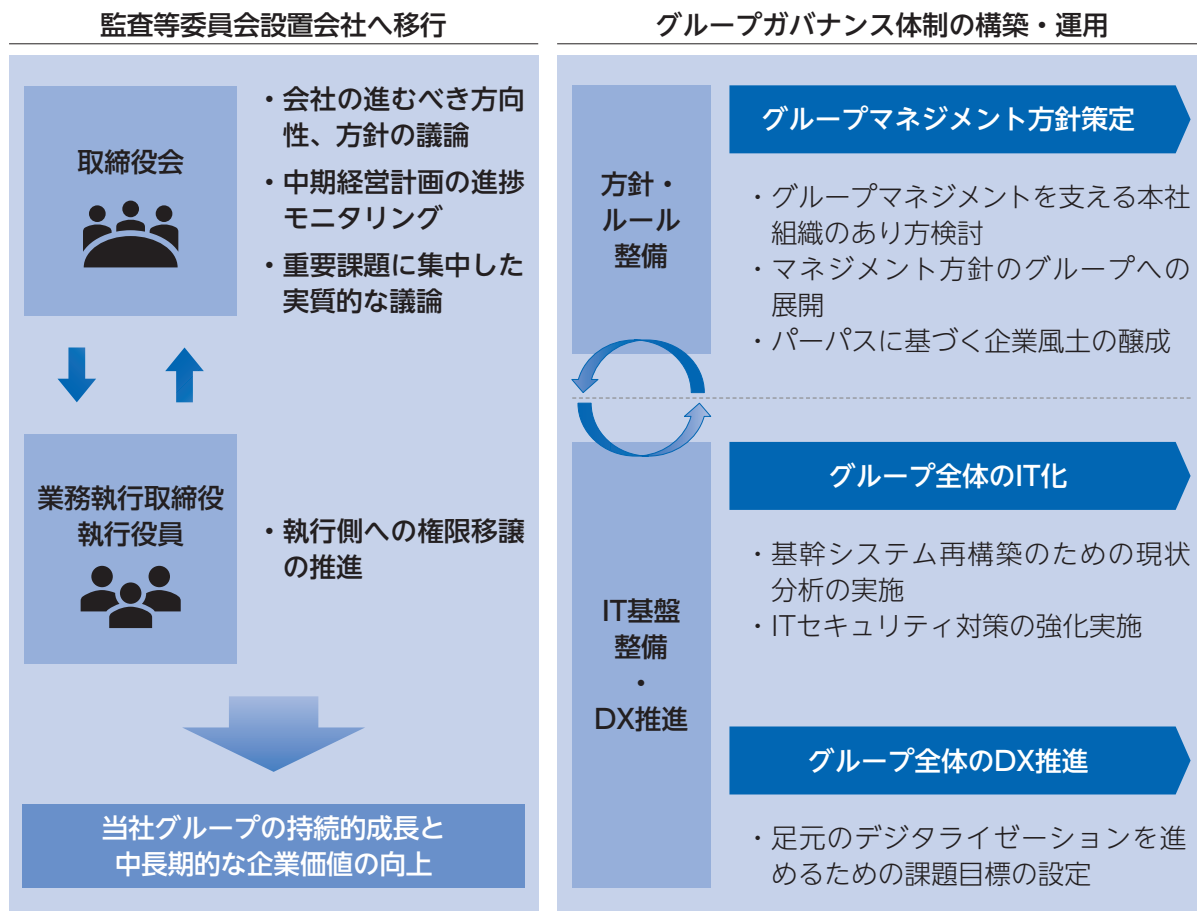 監査等委員会設置会社へ移行
取締役会
・会社の進むべき方向
性、方針の議論
・中期経営計画の進捗
モニタリング
・重要課題に集中した
実質的な議論
業務執行取締役
執行役員
・執行側への権限移譲
の推進
当社グループの持続的成長と
中長期的な企業価値の向上
グループガバナンス体制の構築・運用
方針・
ルール
整備
グループマネジメント方針策定
・グループマネジメントを支える本社
組織のあり方検討
・マネジメント方針のグループへの
展開
・パーパスに基づく企業風土の醸成
IT基盤
整備
・
DX推進
グループ全体のIT化
・基幹システム再構築のための現状
分析の実施
・ITセキュリティ対策の強化実施
グループ全体のDX推進
・足元のデジタライゼーションを進
めるための課題目標の設定